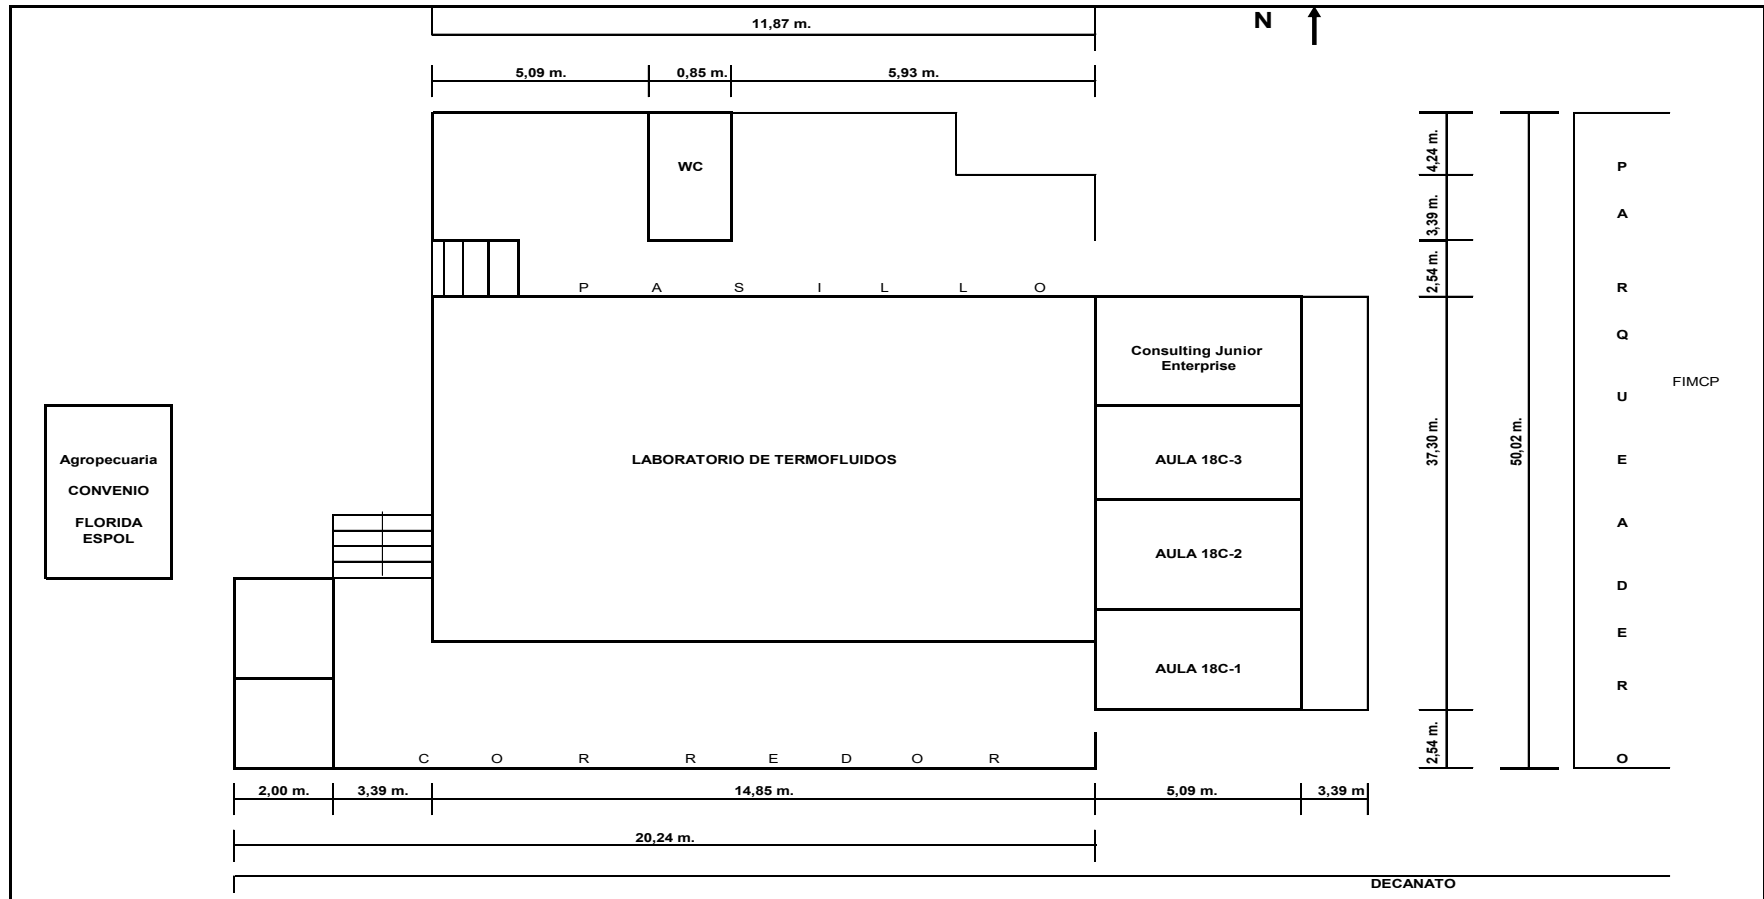 11,87 m.
N
5,09 m.
0,85 m.
5,93 m.
4,24 m.
WC
P
A
3,39 m.
2,54 m.
P A S I L L O
R
Q
Consulting Junior
Enterprise
FIMCP
U
37,30 m.
50,02 m.
Agropecuaria
CONVENIO
FLORIDA
ESPOL
LABORATORIO DE TERMOFLUIDOS
AULA 18C-3
E
A
AULA 18C-2
D
E
AULA 18C-1
R
2,54 m.
C O R R E D O R
O
2,00 m.
3,39 m.
14,85 m.
5,09 m.
3,39 m
20,24 m.
DECANATO